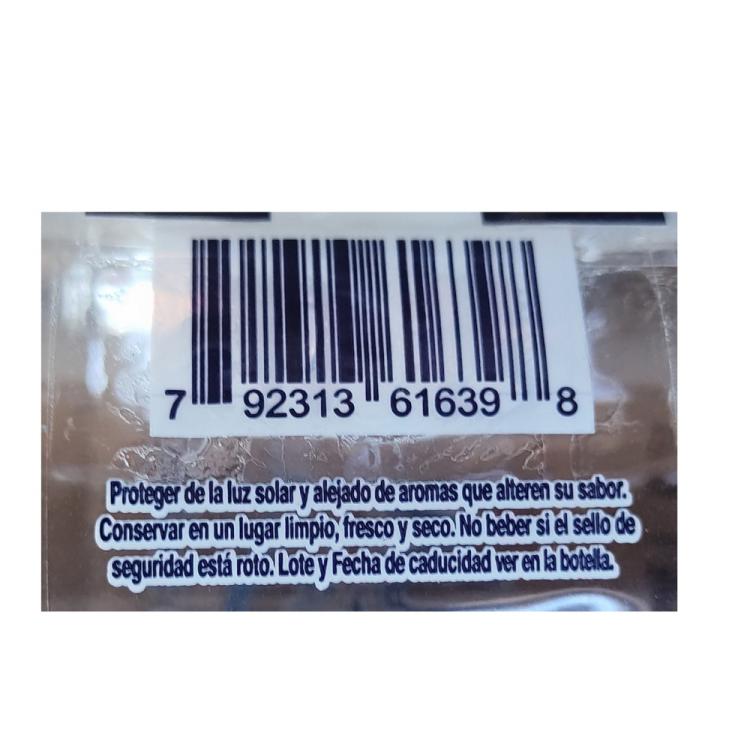 7 92313 61639 8
Proteger de la luz solar y alejado de aromas que alteren su sabor.
Conservar en un lugar limpio, fresco y seco. No beber si el sello de
seguridad está roto. Lote y Fecha de caducidad ver en la botella.